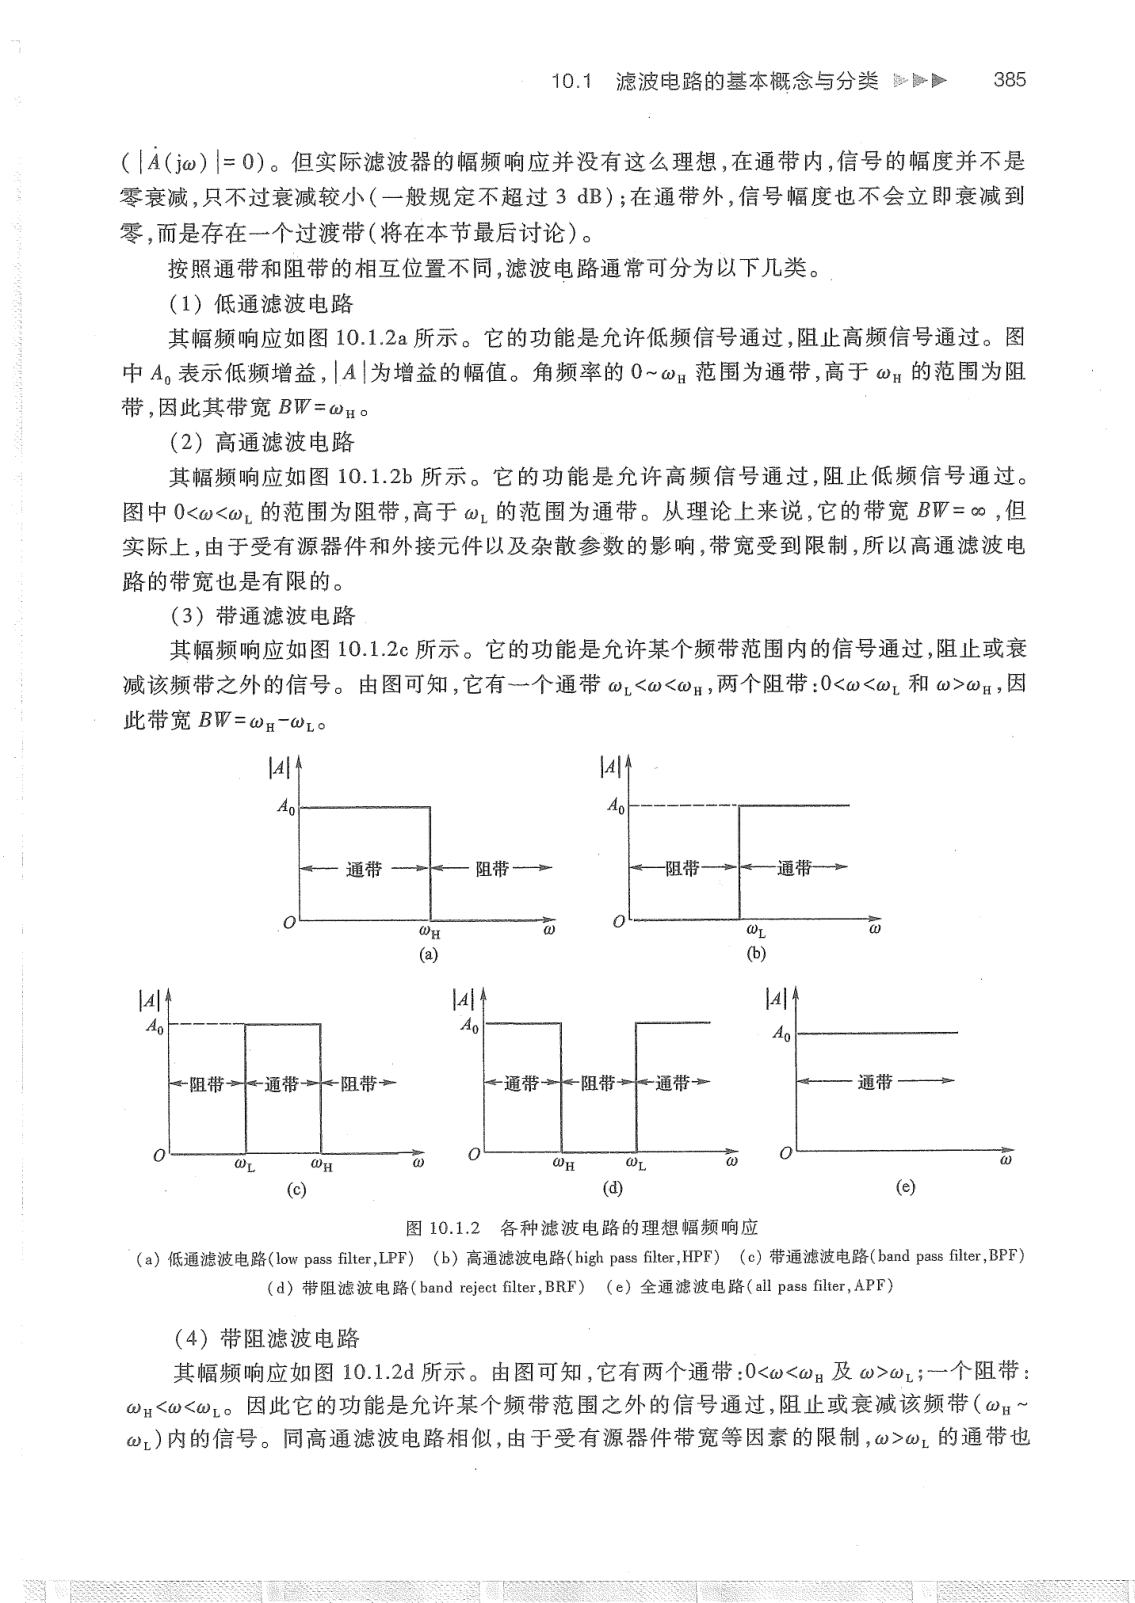 10.1 滤波电路的基本概念与分类 385
(|Ȧ(jω)|=0)。但实际滤波器的幅频响应并没有这么理想,在通带内,信号的幅度并不是
零衰减,只不过衰减较小(一般规定不超过 3 dB);在通带外,信号幅度也不会立即衰减到
零,而是存在一个过渡带(将在本节最后讨论)。
按照通带和阻带的相互位置不同,滤波电路通常可分为以下几类。
(1) 低通滤波电路
其幅频响应如图 10.1.2a 所示。它的功能是允许低频信号通过,阻止高频信号通过。图
中 A₀ 表示低频增益,|A|为增益的幅值。角频率的 0~ω_H 范围为通带,高于 ω_H 的范围为阻
带,因此其带宽 BW=ω_H。
(2) 高通滤波电路
其幅频响应如图 10.1.2b 所示。它的功能是允许高频信号通过,阻止低频信号通过。
图中 0<ω<ω_L 的范围为阻带,高于 ω_L 的范围为通带。从理论上来说,它的带宽 BW=∞,但
实际上,由于受有源器件和外接元件以及杂散参数的影响,带宽受到限制,所以高通滤波电
路的带宽也是有限的。
(3) 带通滤波电路
其幅频响应如图 10.1.2c 所示。它的功能是允许某个频带范围内的信号通过,阻止或衰
减该频带之外的信号。由图可知,它有一个通带 ω_L<ω<ω_H,两个阻带:0<ω<ω_L 和 ω>ω_H,因
此带宽 BW=ω_H-ω_L。
|A|
A₀
通带 阻带
O ω_H ω
(a)
|A|
A₀
阻带 通带
O ω_L ω
(b)
|A|
A₀
阻带 通带 阻带
O ω_L ω_H ω
(c)
|A|
A₀
通带 阻带 通带
O ω_H ω_L ω
(d)
|A|
A₀
通带
O ω
(e)
图 10.1.2 各种滤波电路的理想幅频响应
(a) 低通滤波电路(low pass filter,LPF) (b) 高通滤波电路(high pass filter,HPF) (c) 带通滤波电路(band pass filter,BPF)
(d) 带阻滤波电路(band reject filter,BRF) (e) 全通滤波电路(all pass filter,APF)
(4) 带阻滤波电路
其幅频响应如图 10.1.2d 所示。由图可知,它有两个通带:0<ω<ω_H 及 ω>ω_L;一个阻带:
ω_H<ω<ω_L。因此它的功能是允许某个频带范围之外的信号通过,阻止或衰减该频带(ω_H~
ω_L)内的信号。同高通滤波电路相似,由于受有源器件带宽等因素的限制,ω>ω_L 的通带也